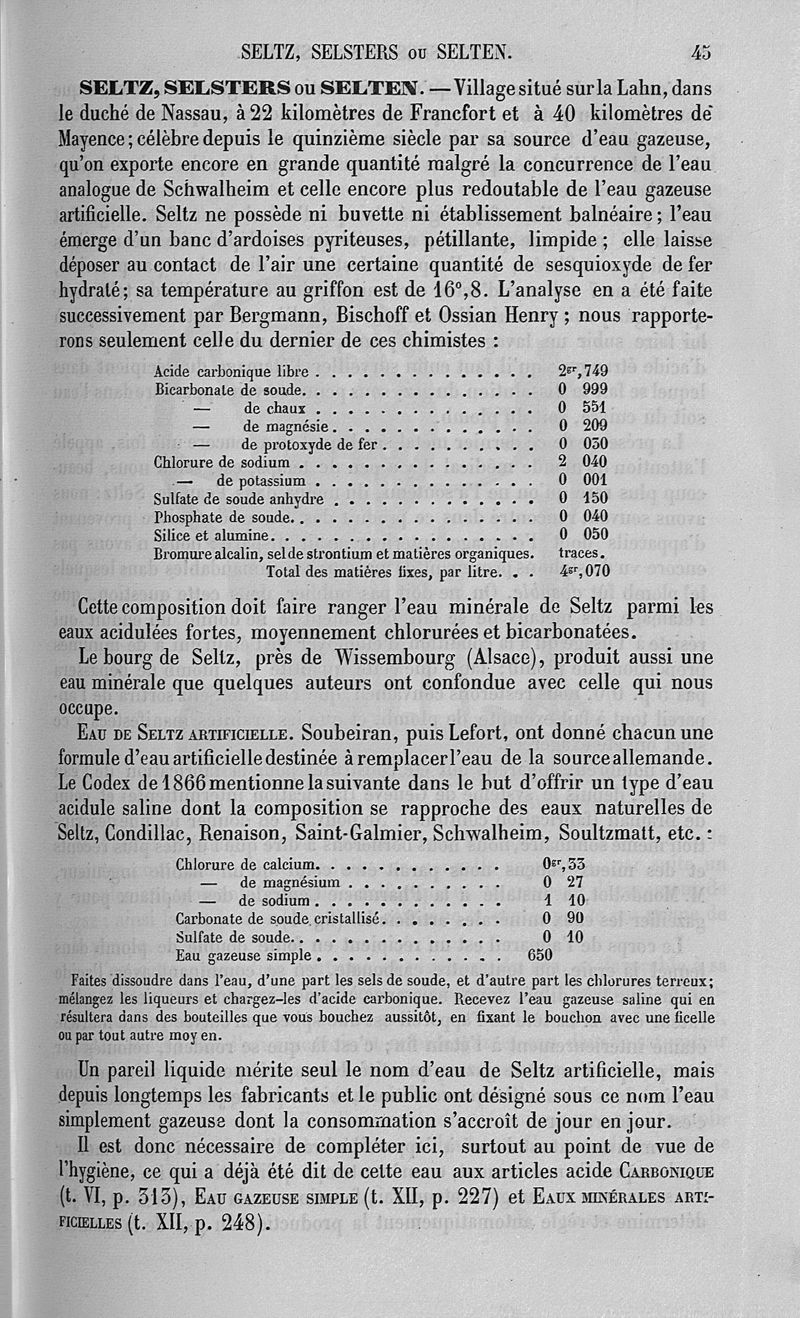 SELTZ, SELSTERS ou SELTEN. 45
SELTZ, SELSTERS ou SELTEN. — Village situé sur la Lahn, dans
le duché de Nassau, à 22 kilomètres de Francfort et à 40 kilomètres de
Mayence; célèbre depuis le quinzième siècle par sa source d'eau gazeuse,
qu'on exporte encore en grande quantité malgré la concurrence de l'eau
analogue de Schwalheim et celle encore plus redoutable de l'eau gazeuse
artificielle. Seltz ne possède ni buvette ni établissement balnéaire; l'eau
émerge d'un banc d'ardoises pyriteuses, pétillante, limpide; elle laisse
déposer au contact de l'air une certaine quantité de sesquioxyde de fer
hydraté; sa température au griffon est de 16°,8. L'analyse en a été faite
successivement par Bergmann, Bischoff et Ossian Henry; nous rapporte-
rons seulement celle du dernier de ces chimistes :
Acide carbonique libre . . . . . . . . . . . . . . 2gr,749
Bicarbonate de soude. . . . . . . . . . . . . . . 0 999
— de chaux . . . . . . . . . . . . . . 0 551
— de magnésie . . . . . . . . . . . . . 0 209
— de protoxyde de fer . . . . . . . . . . 0 030
Chlorure de sodium . . . . . . . . . . . . . . . 2 040
— de potassium . . . . . . . . . . . . . . 0 001
Sulfate de soude anhydre . . . . . . . . . . . . . 0 150
Phosphate de soude. . . . . . . . . . . . . . . . 0 040
Silice et alumine. . . . . . . . . . . . . . . . . 0 050
Bromure alcalin, sel de strontium et matières organiques. traces.
Total des matières fixes, par litre. . . 4gr,070
Cette composition doit faire ranger l'eau minérale de Seltz parmi les
eaux acidulées fortes, moyennement chlorurées et bicarbonatées.
Le bourg de Seltz, près de Wissembourg (Alsace), produit aussi une
eau minérale que quelques auteurs ont confondue avec celle qui nous
occupe.
EAU DE SELTZ ARTIFICIELLE. Soubeiran, puis Lefort, ont donné chacun une
formule d'eau artificielle destinée à remplacer l'eau de la source allemande.
Le Codex de 1866 mentionne la suivante dans le but d'offrir un type d'eau
acidule saline dont la composition se rapproche des eaux naturelles de
Seltz, Condillac, Renaison, Saint-Galmier, Schwalheim, Soultzmatt, etc. :
Chlorure de calcium. . . . . . . . . . . . 0gr,33
— de magnésium . . . . . . . . . . 0 27
— de sodium . . . . . . . . . . . . 1 10
Carbonate de soude cristallisé. . . . . . . . 0 90
Sulfate de soude. . . . . . . . . . . . . . 0 10
Eau gazeuse simple . . . . . . . . . . . . 650
Faites dissoudre dans l'eau, d'une part les sels de soude, et d'autre part les chlorures terreux;
mélangez les liqueurs et chargez-les d'acide carbonique. Recevez l'eau gazeuse saline qui en
résultera dans des bouteilles que vous bouchez aussitôt, en fixant le bouchon avec une ficelle
ou par tout autre moyen.
Un pareil liquide mérite seul le nom d'eau de Seltz artificielle, mais
depuis longtemps les fabricants et le public ont désigné sous ce nom l'eau
simplement gazeuse dont la consommation s'accroît de jour en jour.
Il est donc nécessaire de compléter ici, surtout au point de vue de
l'hygiène, ce qui a déjà été dit de cette eau aux articles acide CARBONIQUE
(t. VI, p. 313), EAU GAZEUSE SIMPLE (t. XII, p. 227) et EAUX MINÉRALES ARTI-
FICIELLES (t. XII, p. 248).